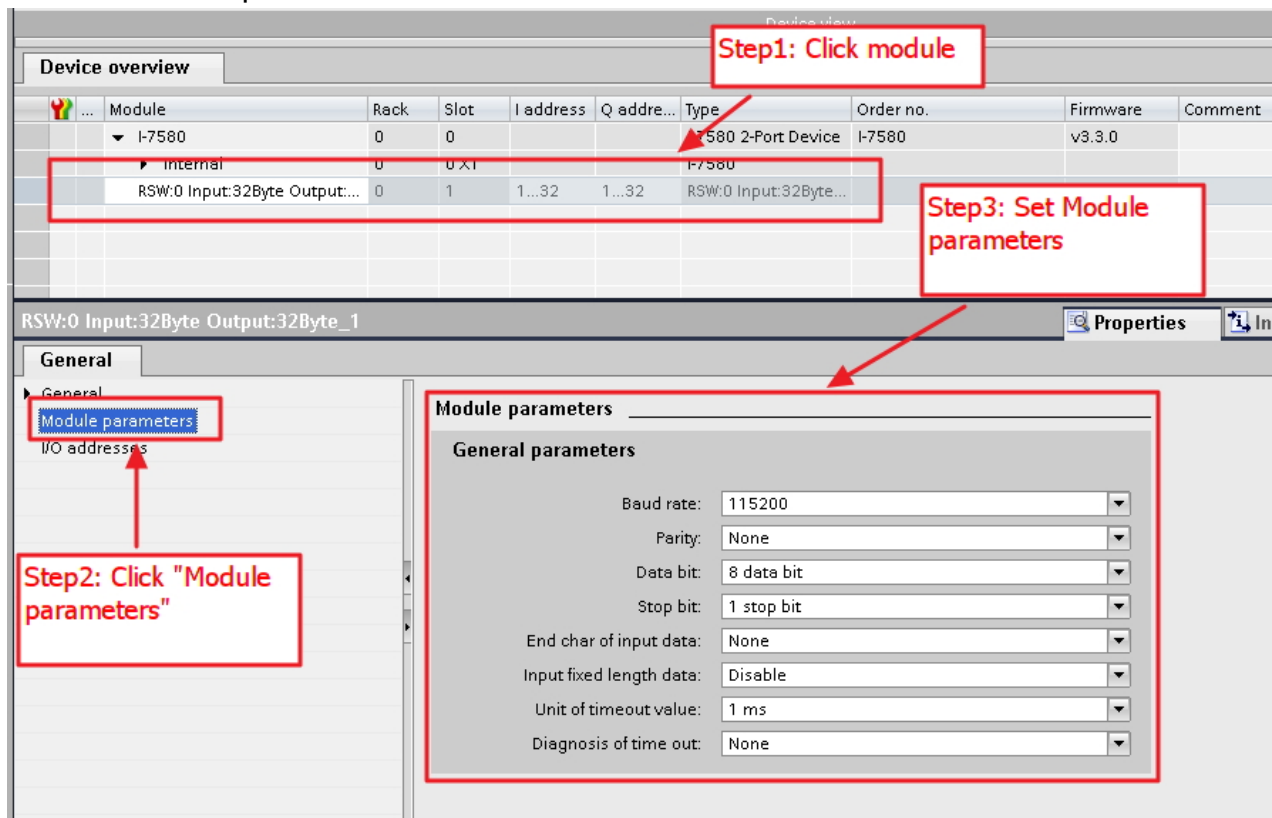 Device view
Step1: Click module
Device overview
... Module Rack Slot I address Q addre... Type Order no. Firmware Comment
I-7580 0 0 7580 2-Port Device I-7580 v3.3.0
Internal 0 0 X1 I-7580
RSW:0 Input:32Byte Output:... 0 1 1...32 1...32 RSW:0 Input:32Byte...
Step3: Set Module
parameters
RSW:0 Input:32Byte Output:32Byte_1
Properties In
General
General
Module parameters
I/O addresses
Step2: Click "Module
parameters"
Module parameters
General parameters
Baud rate: 115200
Parity: None
Data bit: 8 data bit
Stop bit: 1 stop bit
End char of input data: None
Input fixed length data: Disable
Unit of timeout value: 1 ms
Diagnosis of time out: None